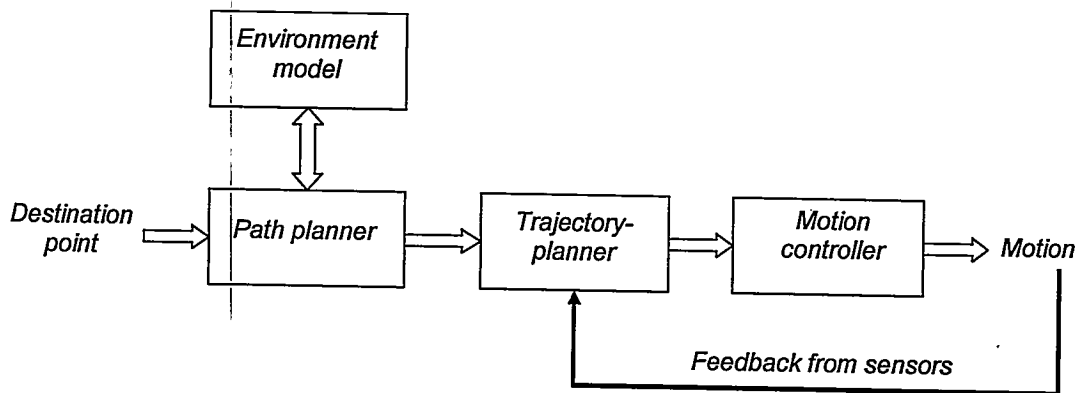 Environment
model
Destination
point
Path planner
Trajectory-
planner
Motion
controller
Motion
Feedback from sensors